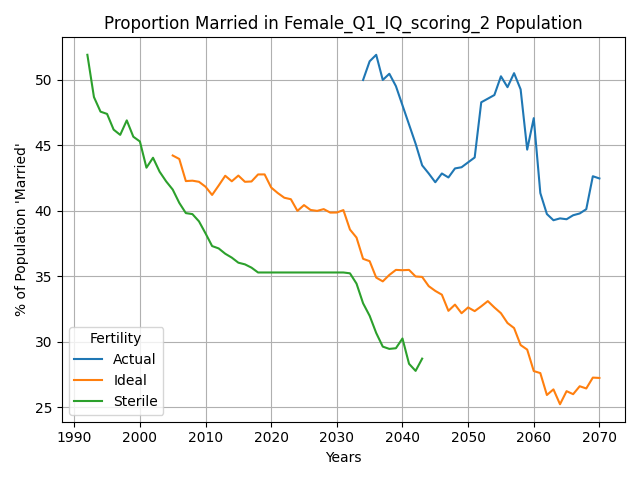 Proportion Married in Female_Q1_IQ_scoring_2 Population
% of Population 'Married'
50
45
40
35
30
25
Fertility
Actual
Ideal
Sterile
1990 2000 2010 2020 2030 2040 2050 2060 2070
Years